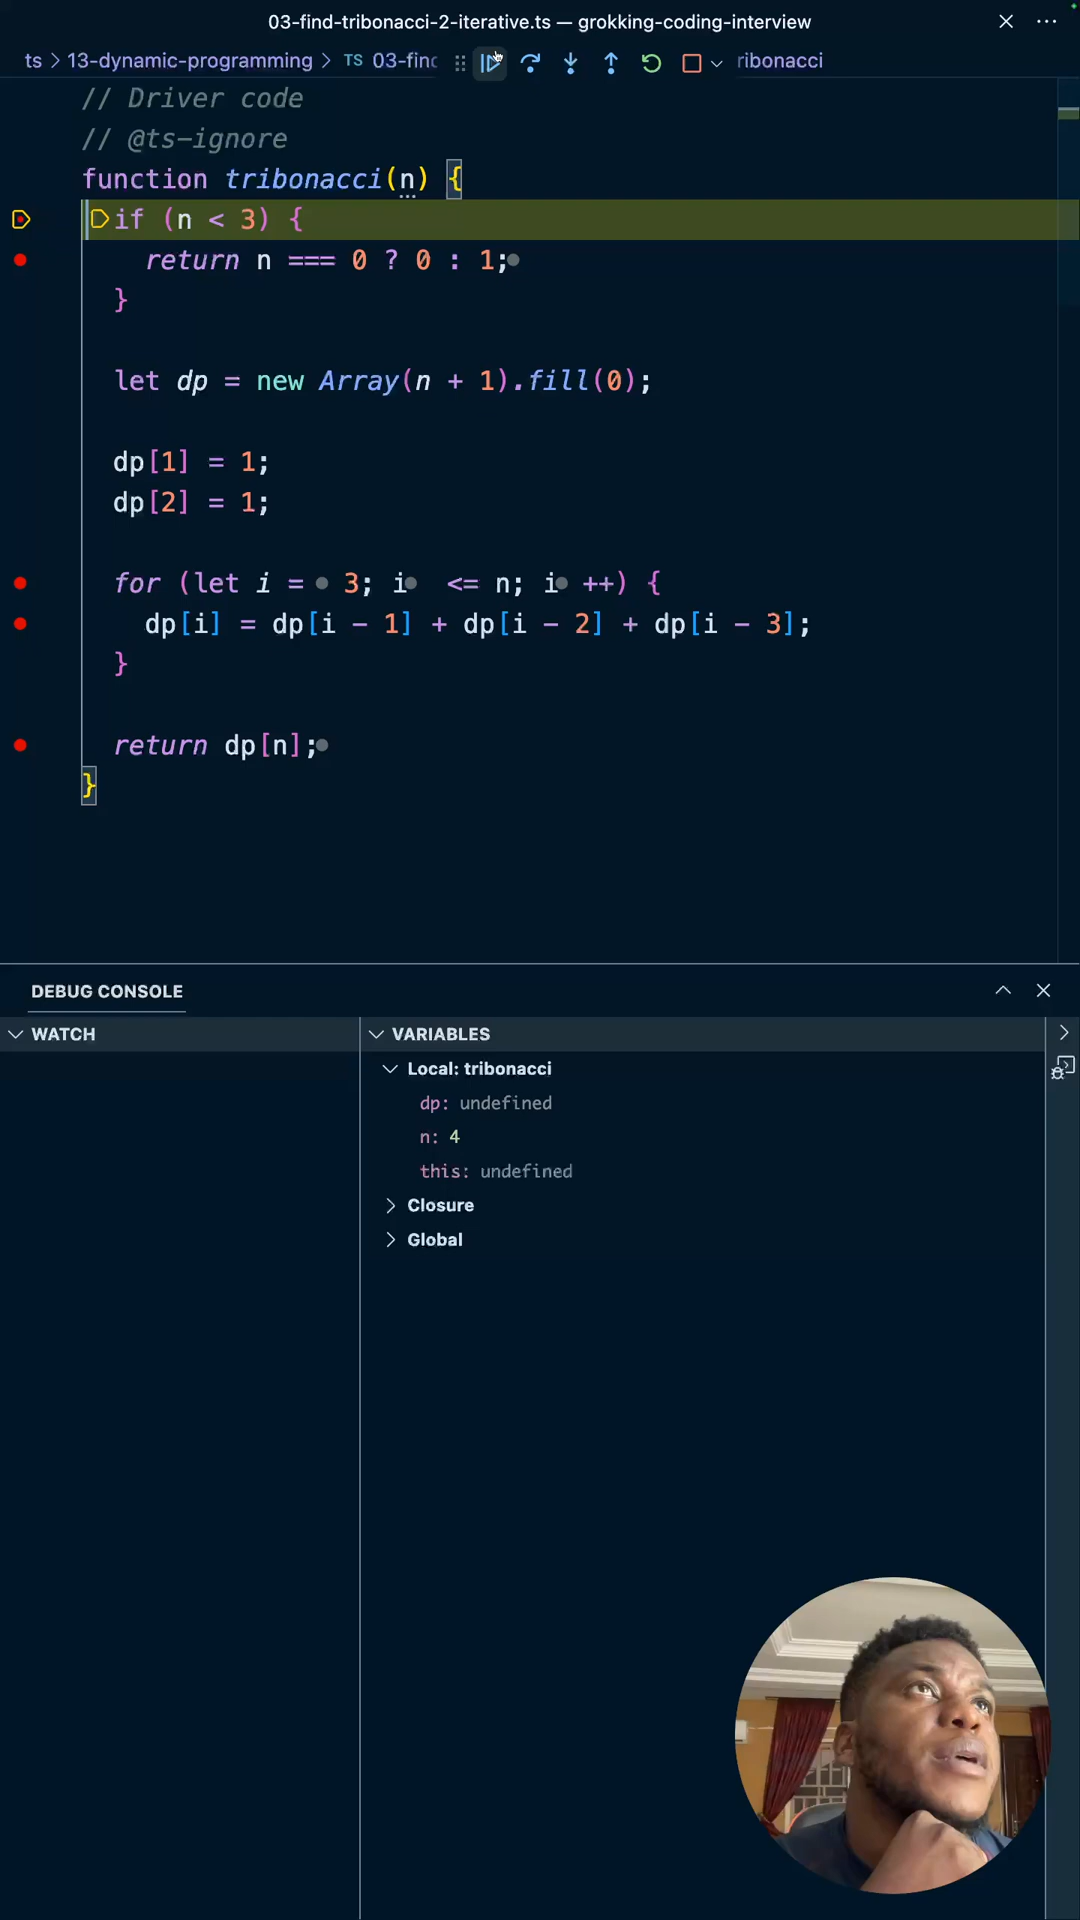 03-find-tribonacci-2-iterative.ts — grokking-coding-interview
ts > 13-dynamic-programming > TS 03-find ribonacci
// Driver code
// @ts-ignore
function tribonacci(n) {
if (n < 3) {
return n === 0 ? 0 : 1;
}
let dp = new Array(n + 1).fill(0);
dp[1] = 1;
dp[2] = 1;
for (let i = 3; i <= n; i ++) {
dp[i] = dp[i - 1] + dp[i - 2] + dp[i - 3];
}
return dp[n];
}
DEBUG CONSOLE
WATCH
VARIABLES
Local: tribonacci
dp: undefined
n: 4
this: undefined
Closure
Global